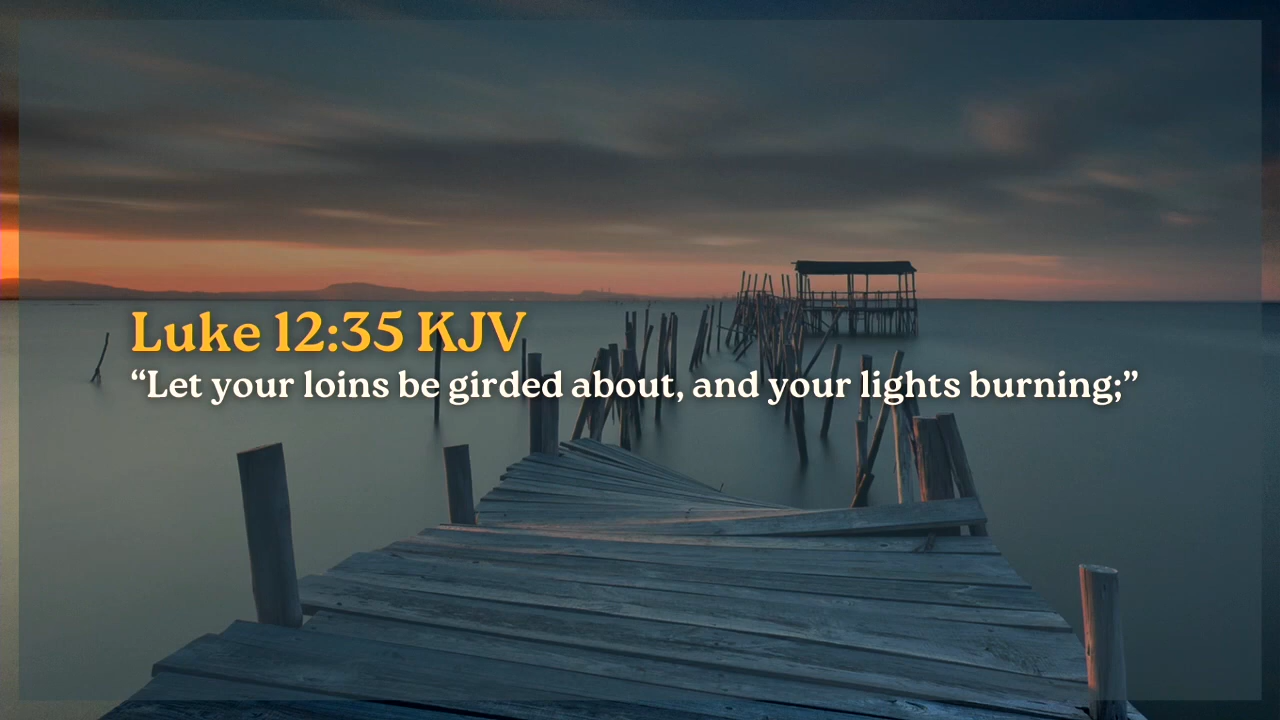 Luke 12:35 KJV
“Let your loins be girded about, and your lights burning;”